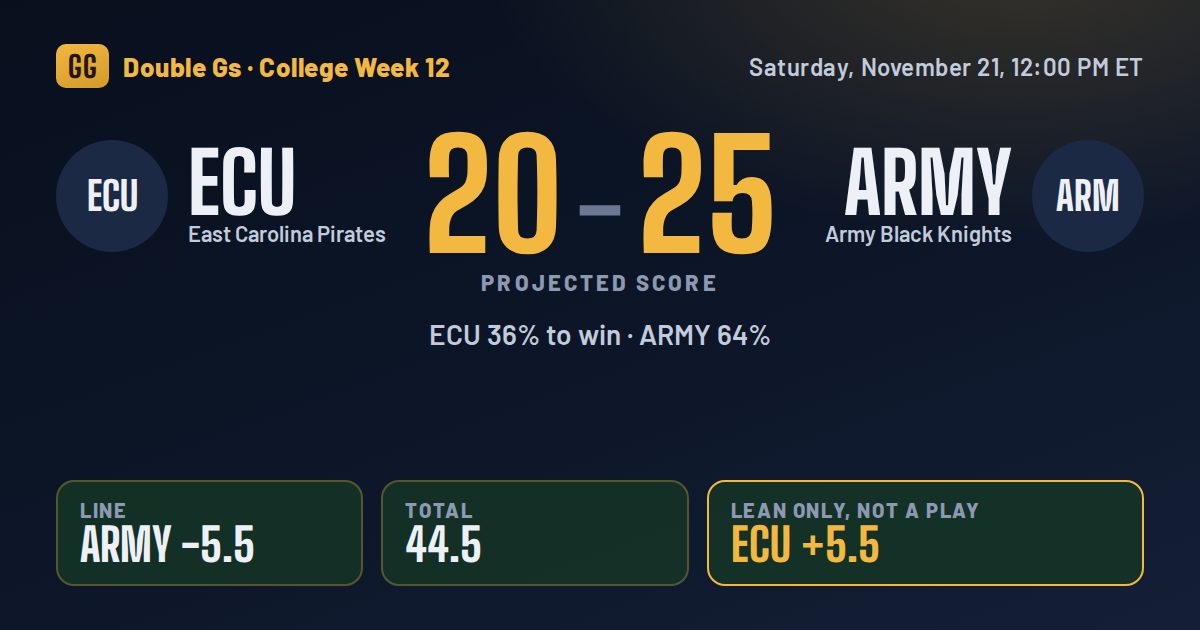 GG Double Gs · College Week 12
Saturday, November 21, 12:00 PM ET
ECU
ECU
East Carolina Pirates
20 – 25
PROJECTED SCORE
ECU 36% to win · ARMY 64%
ARMY
Army Black Knights
ARM
LINE
ARMY −5.5
TOTAL
44.5
LEAN ONLY, NOT A PLAY
ECU +5.5